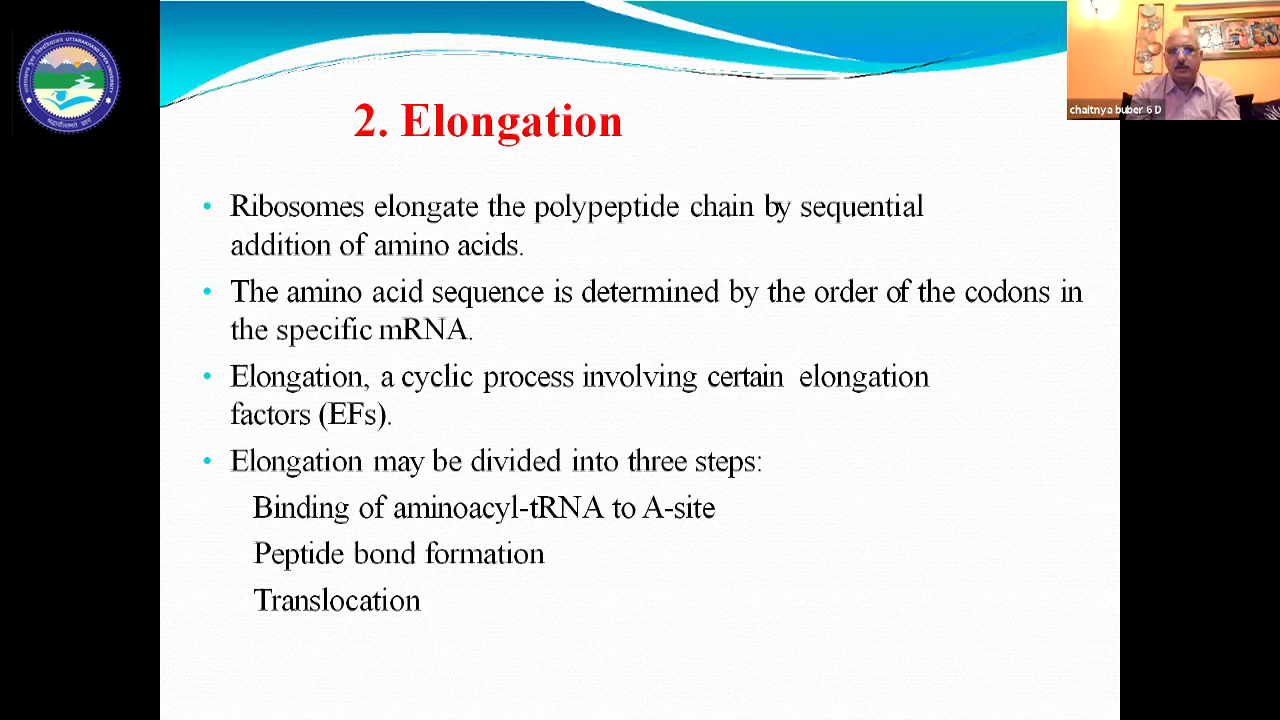 UTTARAKHAND OPEN UNIVERSITY
chaitnya buber 6 D
2. Elongation
• Ribosomes elongate the polypeptide chain by sequential
addition of amino acids.
• The amino acid sequence is determined by the order of the codons in
the specific mRNA.
• Elongation, a cyclic process involving certain elongation
factors (EFs).
• Elongation may be divided into three steps:
Binding of aminoacyl-tRNA to A-site
Peptide bond formation
Translocation